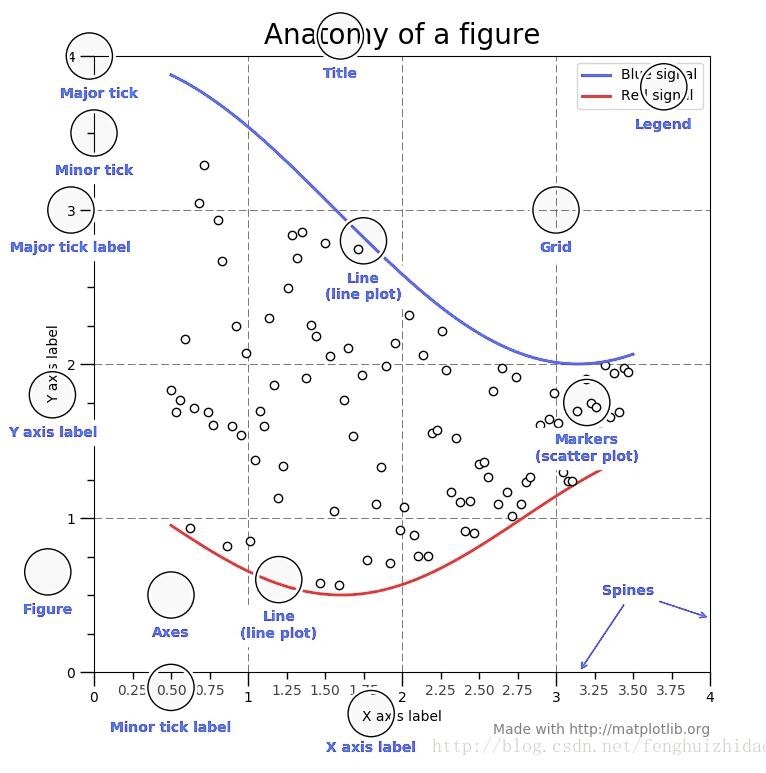 Anatomy of a figure
Title
4
Major tick
Blue signal
Red signal
Legend
Minor tick
3
Major tick label
Grid
Line
(line plot)
Y axis label
2
Y axis label
Markers
(scatter plot)
1
Figure
Axes
Line
(line plot)
Spines
0
0 0.25 0.50 0.75 1 1.25 1.50 1.75 2 2.25 2.50 2.75 3 3.25 3.50 3.75 4
X axis label
Minor tick label
Made with http://matplotlib.org
X axis label